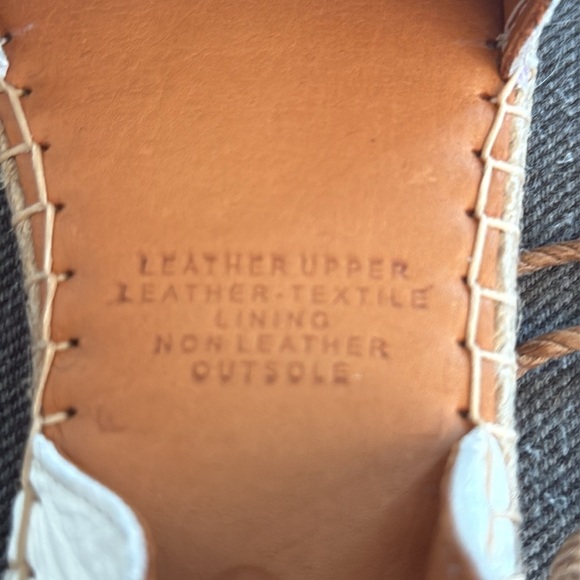 LEATHER UPPER
LEATHER-TEXTILE
LINING
NON LEATHER
OUTSOLE